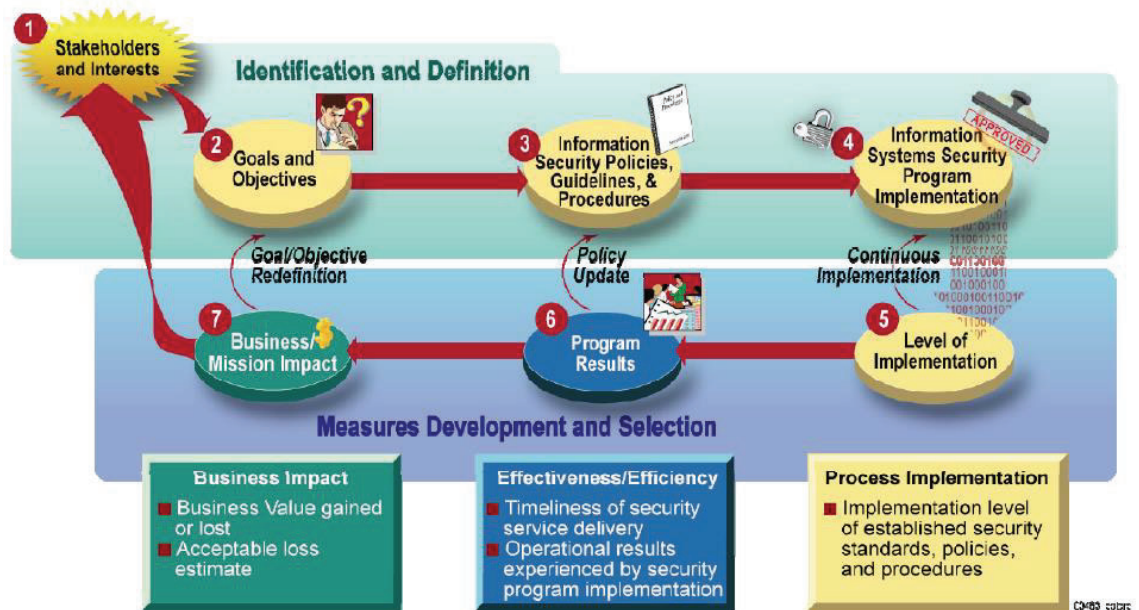 1
Stakeholders
and Interests
Identification and Definition
2
Goals and
Objectives
3
Information
Security Policies,
Guidelines, &
Procedures
4
Information
Systems Security
Program
Implementation
APPROVED
Goal/Objective
Redefinition
Policy
Update
Continuous
Implementation
7
Business/
Mission Impact
$
6
Program
Results
5
Level of
Implementation
Measures Development and Selection
Business Impact
Business Value gained
or lost
Acceptable loss
estimate
Effectiveness/Efficiency
Timeliness of security
service delivery
Operational results
experienced by security
program implementation
Process Implementation
Implementation level
of established security
standards, policies,
and procedures